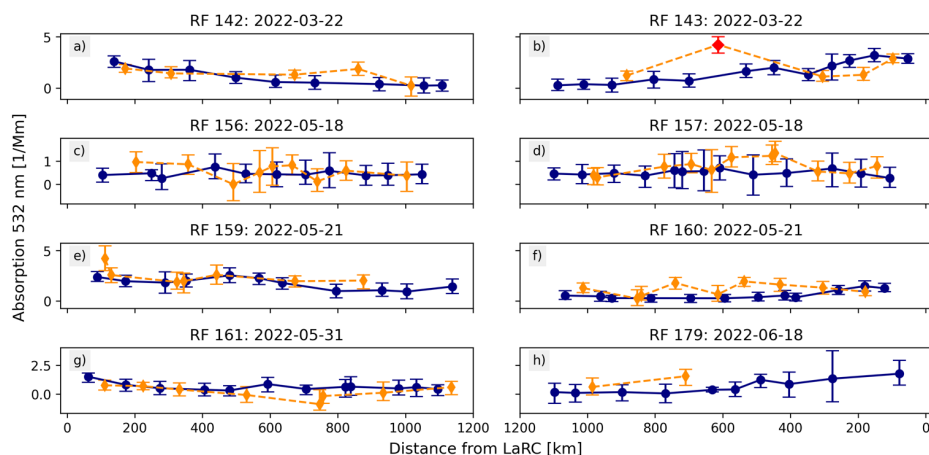 RF 142: 2022-03-22
RF 143: 2022-03-22
a)
b)
5
0
RF 156: 2022-05-18
RF 157: 2022-05-18
c)
d)
1
0
Absorption 532 nm [1/Mm]
RF 159: 2022-05-21
RF 160: 2022-05-21
e)
f)
5
0
RF 161: 2022-05-31
RF 179: 2022-06-18
g)
h)
2.5
0.0
0 200 400 600 800 1000 1200
1200 1000 800 600 400 200 0
Distance from LaRC [km]